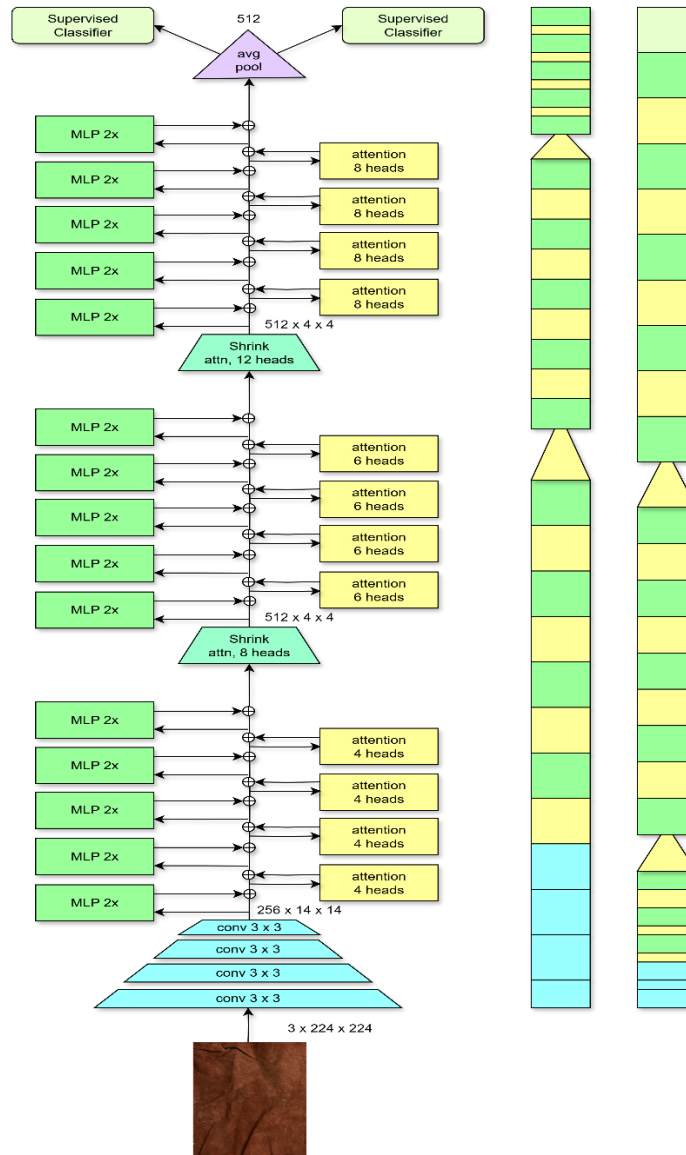 512
Supervised
Classifier
Supervised
Classifier
avg
pool
MLP 2x
attention
8 heads
MLP 2x
attention
8 heads
MLP 2x
attention
8 heads
MLP 2x
attention
8 heads
MLP 2x
512 x 4 x 4
Shrink
attn, 12 heads
MLP 2x
attention
6 heads
MLP 2x
attention
6 heads
MLP 2x
attention
6 heads
MLP 2x
attention
6 heads
MLP 2x
512 x 4 x 4
Shrink
attn, 8 heads
MLP 2x
attention
4 heads
MLP 2x
attention
4 heads
MLP 2x
attention
4 heads
MLP 2x
attention
4 heads
MLP 2x
256 x 14 x 14
conv 3 x 3
conv 3 x 3
conv 3 x 3
conv 3 x 3
3 x 224 x 224